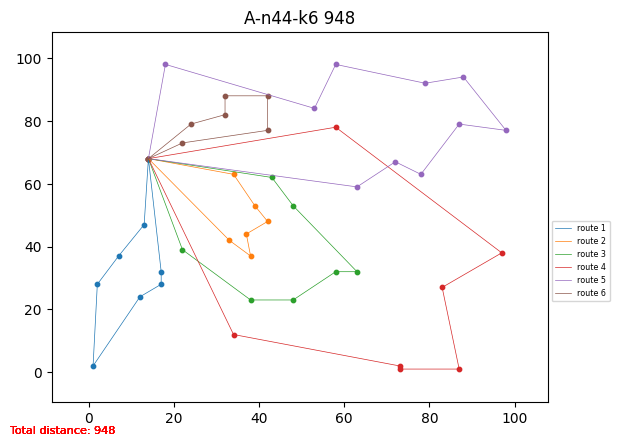 A-n44-k6 948
100
80
60
40
20
0
0 20 40 60 80 100
route 1
route 2
route 3
route 4
route 5
route 6
Total distance: 948